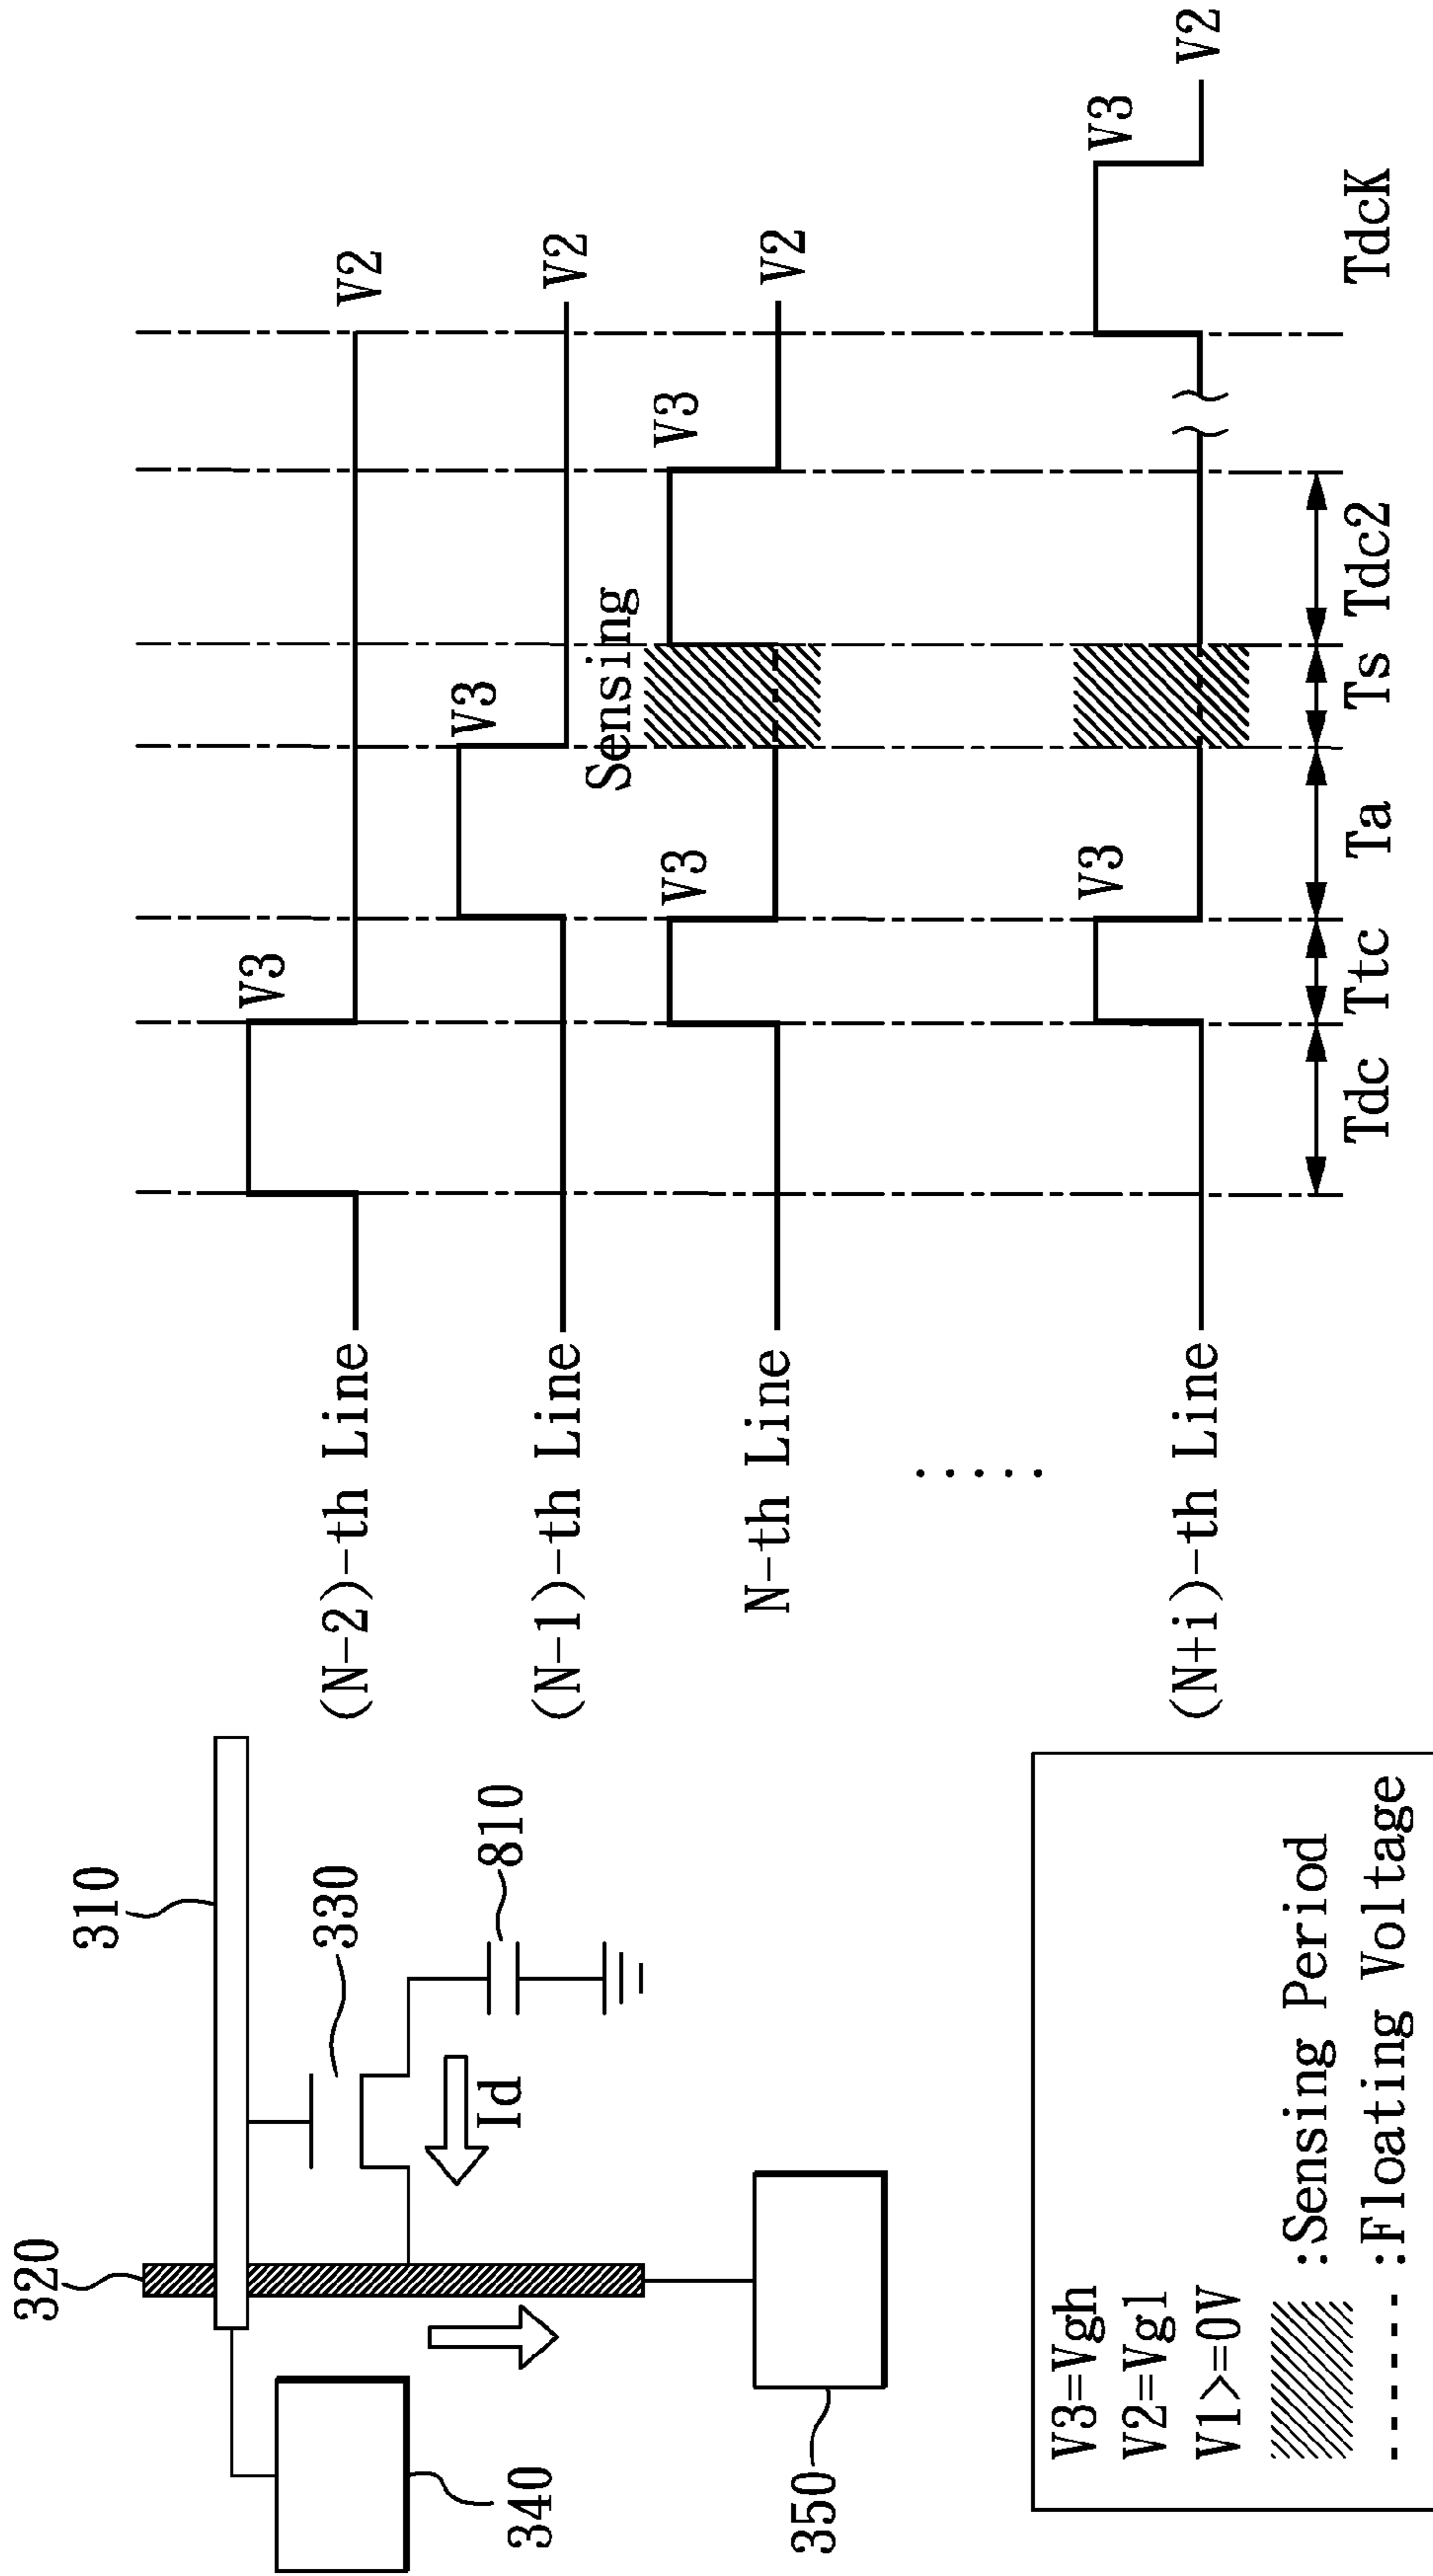 320
310
330
810
Id
340
350
V3=Vgh
V2=Vgl
V1>=0V
:Sensing Period
:Floating Voltage
(N-2)-th Line
V3
V2
(N-1)-th Line
V3
V2
N-th Line
V3
Sensing
V3
V2
(N+i)-th Line
V3
V3
V2
Tdc
Ttc
Ta
Ts
Tdc2
TdcK